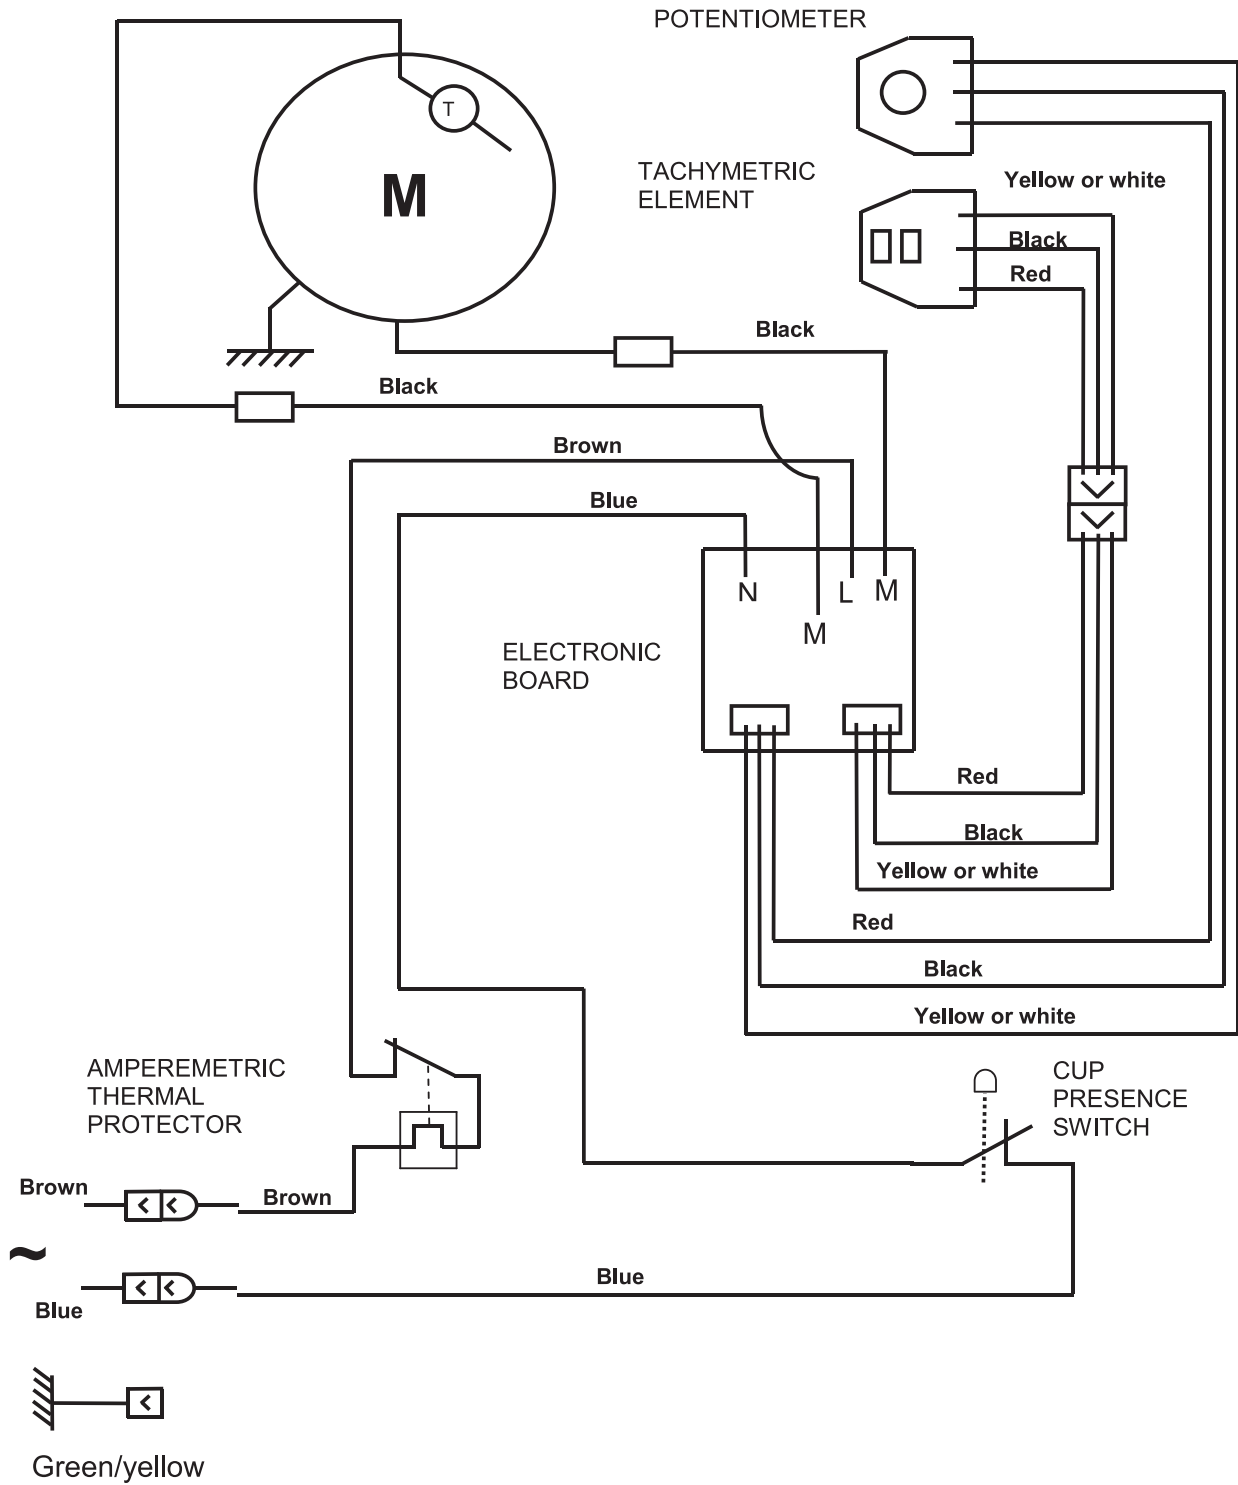 POTENTIOMETER
T
M
TACHYMETRIC
ELEMENT
Yellow or white
Black
Red
Black
Black
Brown
Blue
N
L
M
M
ELECTRONIC
BOARD
Red
Black
Yellow or white
Red
Black
Yellow or white
AMPEREMETRIC
THERMAL
PROTECTOR
CUP
PRESENCE
SWITCH
Brown
Brown
~
Blue
Blue
Green/yellow